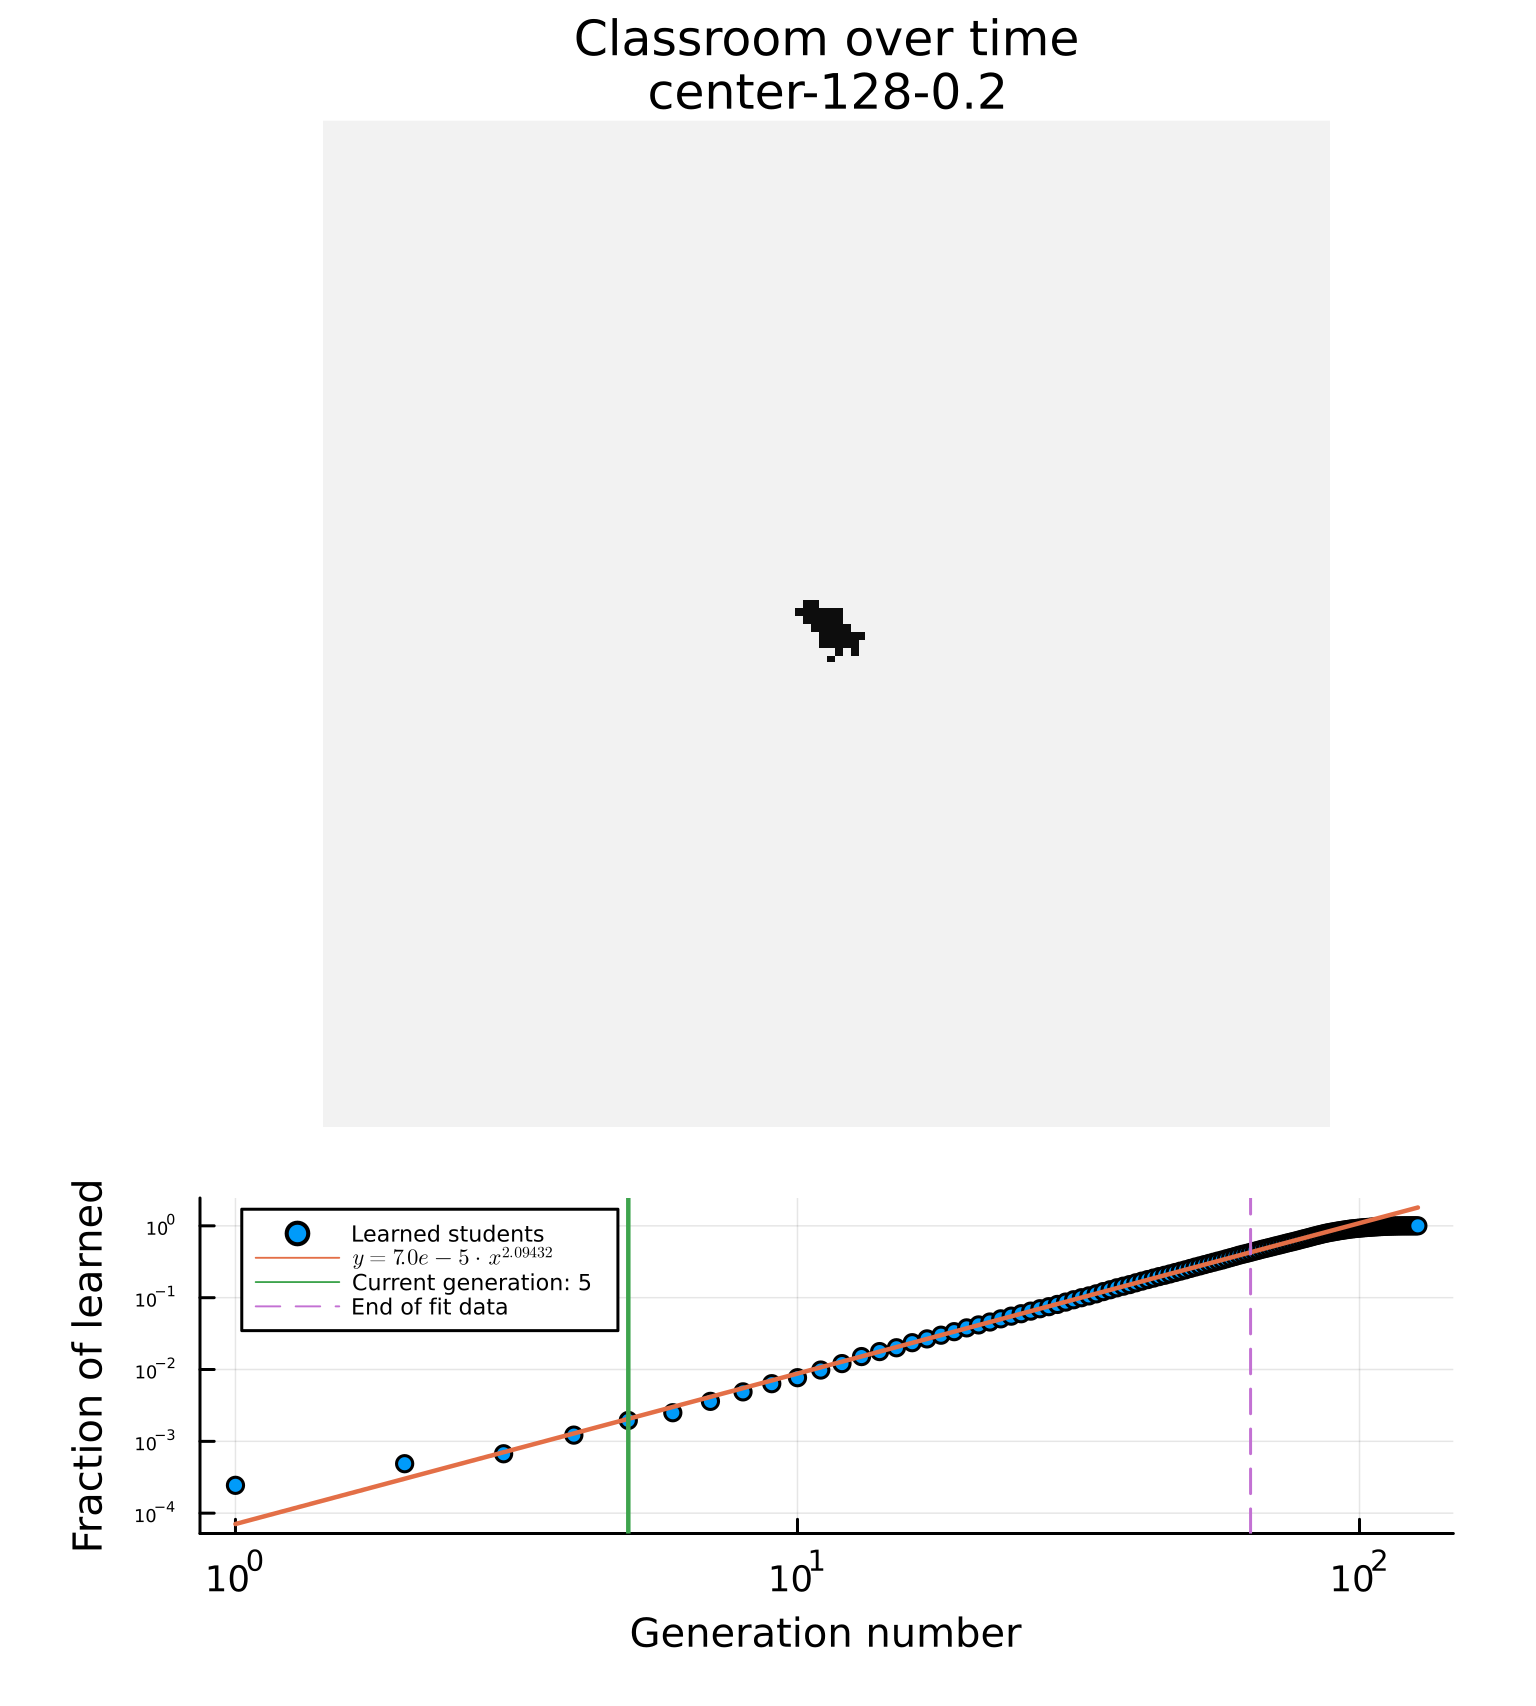 Classroom over time
center-128-0.2
Fraction of learned
10^0
10^-1
10^-2
10^-3
10^-4
Learned students
y = 7.0e − 5 · x^2.09432
Current generation: 5
End of fit data
10^0 10^1 10^2
Generation number